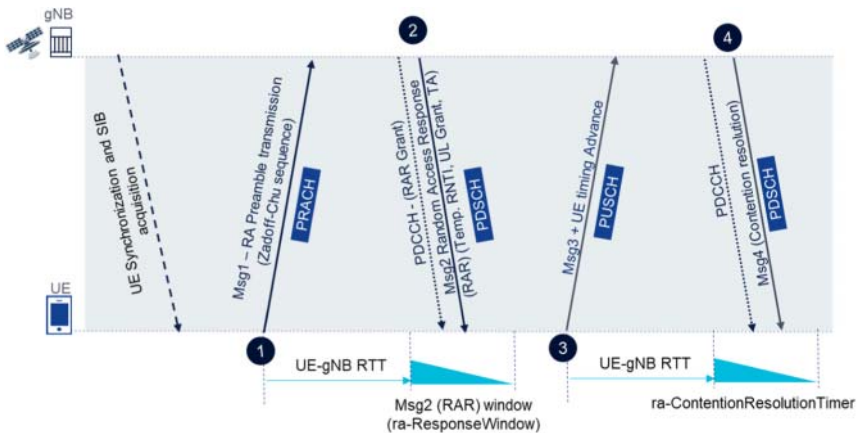 gNB
2
4
UE Synchronization and SIB
acquisition
Msg1 – RA Preamble transmission
(Zadoff-Chu sequence)
PRACH
PDCCH - (RAR Grant)
Msg2 Random Access Response
(RAR) (Temp. RNTI, UL Grant, TA)
PDSCH
Msg3 + UE timing Advance
PUSCH
PDCCH
Msg4 (Contention resolution)
PDSCH
UE
1
3
UE-gNB RTT
UE-gNB RTT
Msg2 (RAR) window
(ra-ResponseWindow)
ra-ContentionResolutionTimer